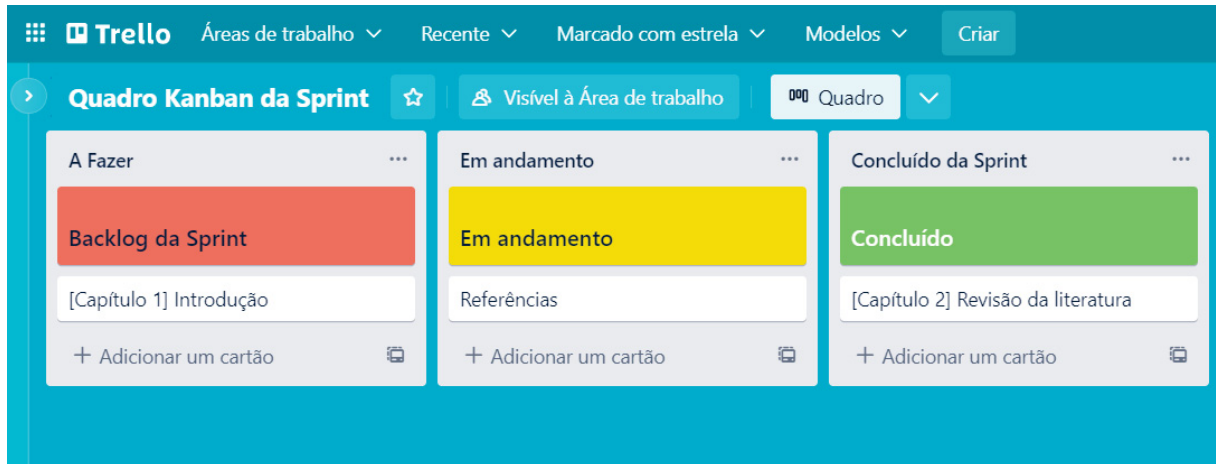 Trello Áreas de trabalho Recente Marcado com estrela Modelos Criar
Quadro Kanban da Sprint Visível à Área de trabalho Quadro
A Fazer
Backlog da Sprint
[Capítulo 1] Introdução
+ Adicionar um cartão
Em andamento
Em andamento
Referências
+ Adicionar um cartão
Concluído da Sprint
Concluído
[Capítulo 2] Revisão da literatura
+ Adicionar um cartão